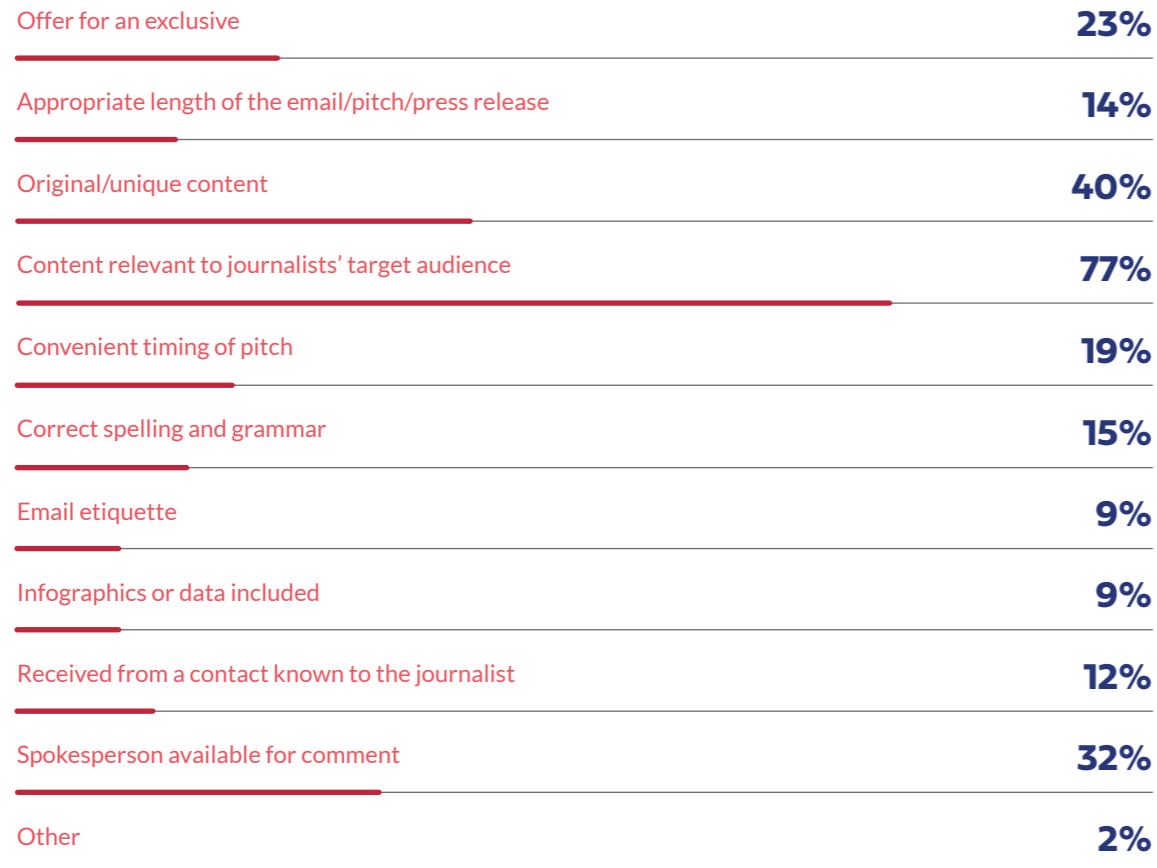 Offer for an exclusive 23%
Appropriate length of the email/pitch/press release 14%
Original/unique content 40%
Content relevant to journalists’ target audience 77%
Convenient timing of pitch 19%
Correct spelling and grammar 15%
Email etiquette 9%
Infographics or data included 9%
Received from a contact known to the journalist 12%
Spokesperson available for comment 32%
Other 2%